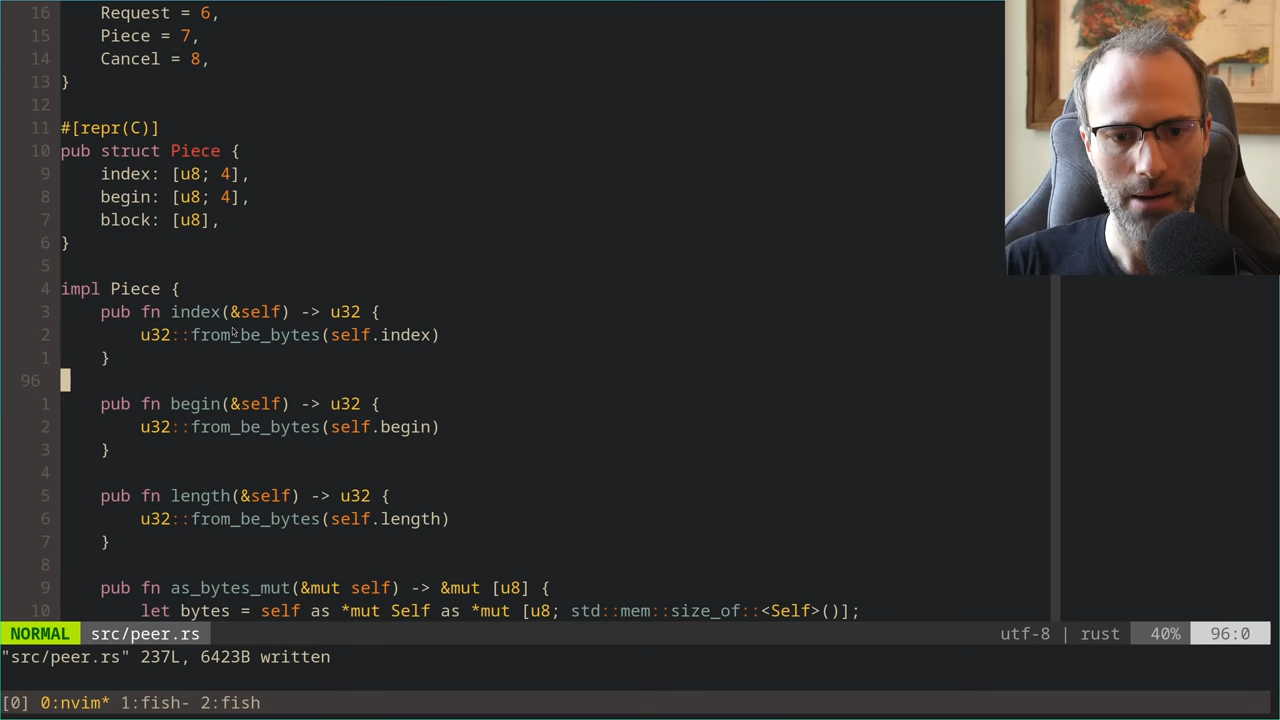 16 Request = 6,
15 Piece = 7,
14 Cancel = 8,
13 }
12
11 #[repr(C)]
10 pub struct Piece {
9 index: [u8; 4],
8 begin: [u8; 4],
7 block: [u8],
6 }
5
4 impl Piece {
3 pub fn index(&self) -> u32 {
2 u32::from_be_bytes(self.index)
1 }
96
1 pub fn begin(&self) -> u32 {
2 u32::from_be_bytes(self.begin)
3 }
4
5 pub fn length(&self) -> u32 {
6 u32::from_be_bytes(self.length)
7 }
8
9 pub fn as_bytes_mut(&mut self) -> &mut [u8] {
10 let bytes = self as *mut Self as *mut [u8; std::mem::size_of::<Self>()];
NORMAL src/peer.rs utf-8 | rust 40% 96:0
"src/peer.rs" 237L, 6423B written
[0] 0:nvim* 1:fish- 2:fish